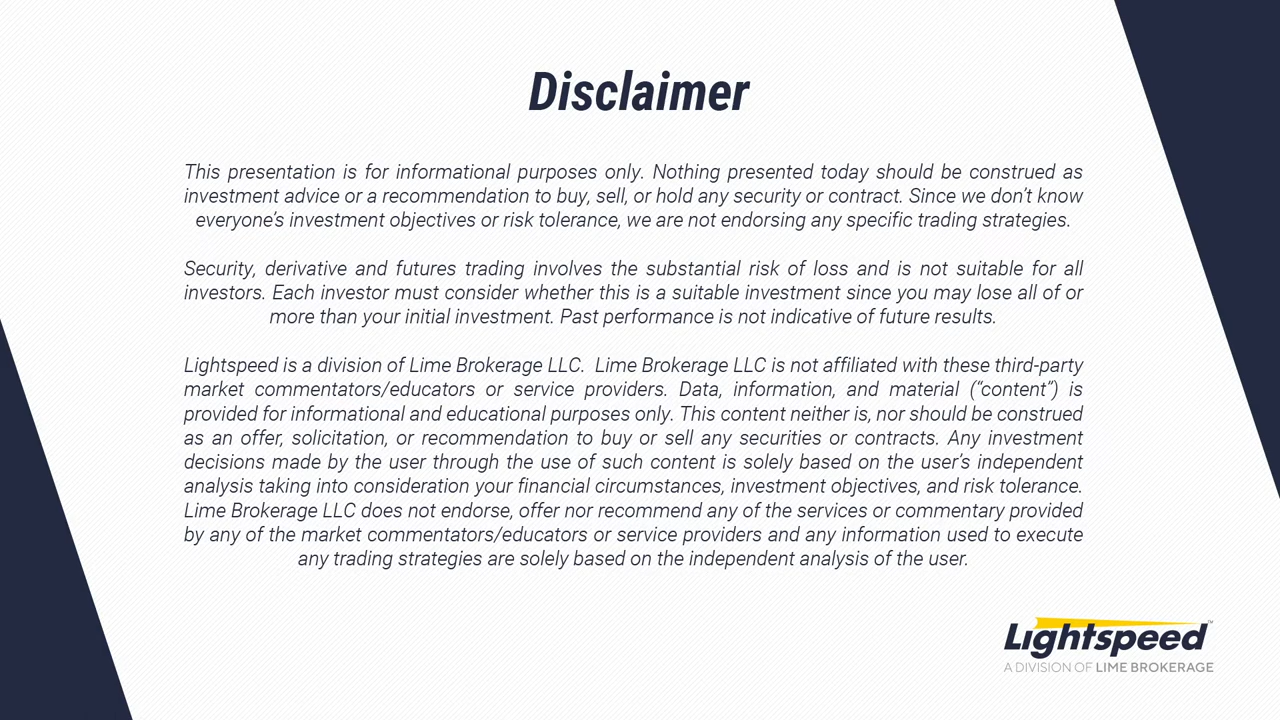 Disclaimer
This presentation is for informational purposes only. Nothing presented today should be construed as
investment advice or a recommendation to buy, sell, or hold any security or contract. Since we don’t know
everyone’s investment objectives or risk tolerance, we are not endorsing any specific trading strategies.
Security, derivative and futures trading involves the substantial risk of loss and is not suitable for all
investors. Each investor must consider whether this is a suitable investment since you may lose all of or
more than your initial investment. Past performance is not indicative of future results.
Lightspeed is a division of Lime Brokerage LLC.  Lime Brokerage LLC is not affiliated with these third-party
market commentators/educators or service providers. Data, information, and material (“content”) is
provided for informational and educational purposes only. This content neither is, nor should be construed
as an offer, solicitation, or recommendation to buy or sell any securities or contracts. Any investment
decisions made by the user through the use of such content is solely based on the user’s independent
analysis taking into consideration your financial circumstances, investment objectives, and risk tolerance.
Lime Brokerage LLC does not endorse, offer nor recommend any of the services or commentary provided
by any of the market commentators/educators or service providers and any information used to execute
any trading strategies are solely based on the independent analysis of the user.
Lightspeed™
A DIVISION OF LIME BROKERAGE